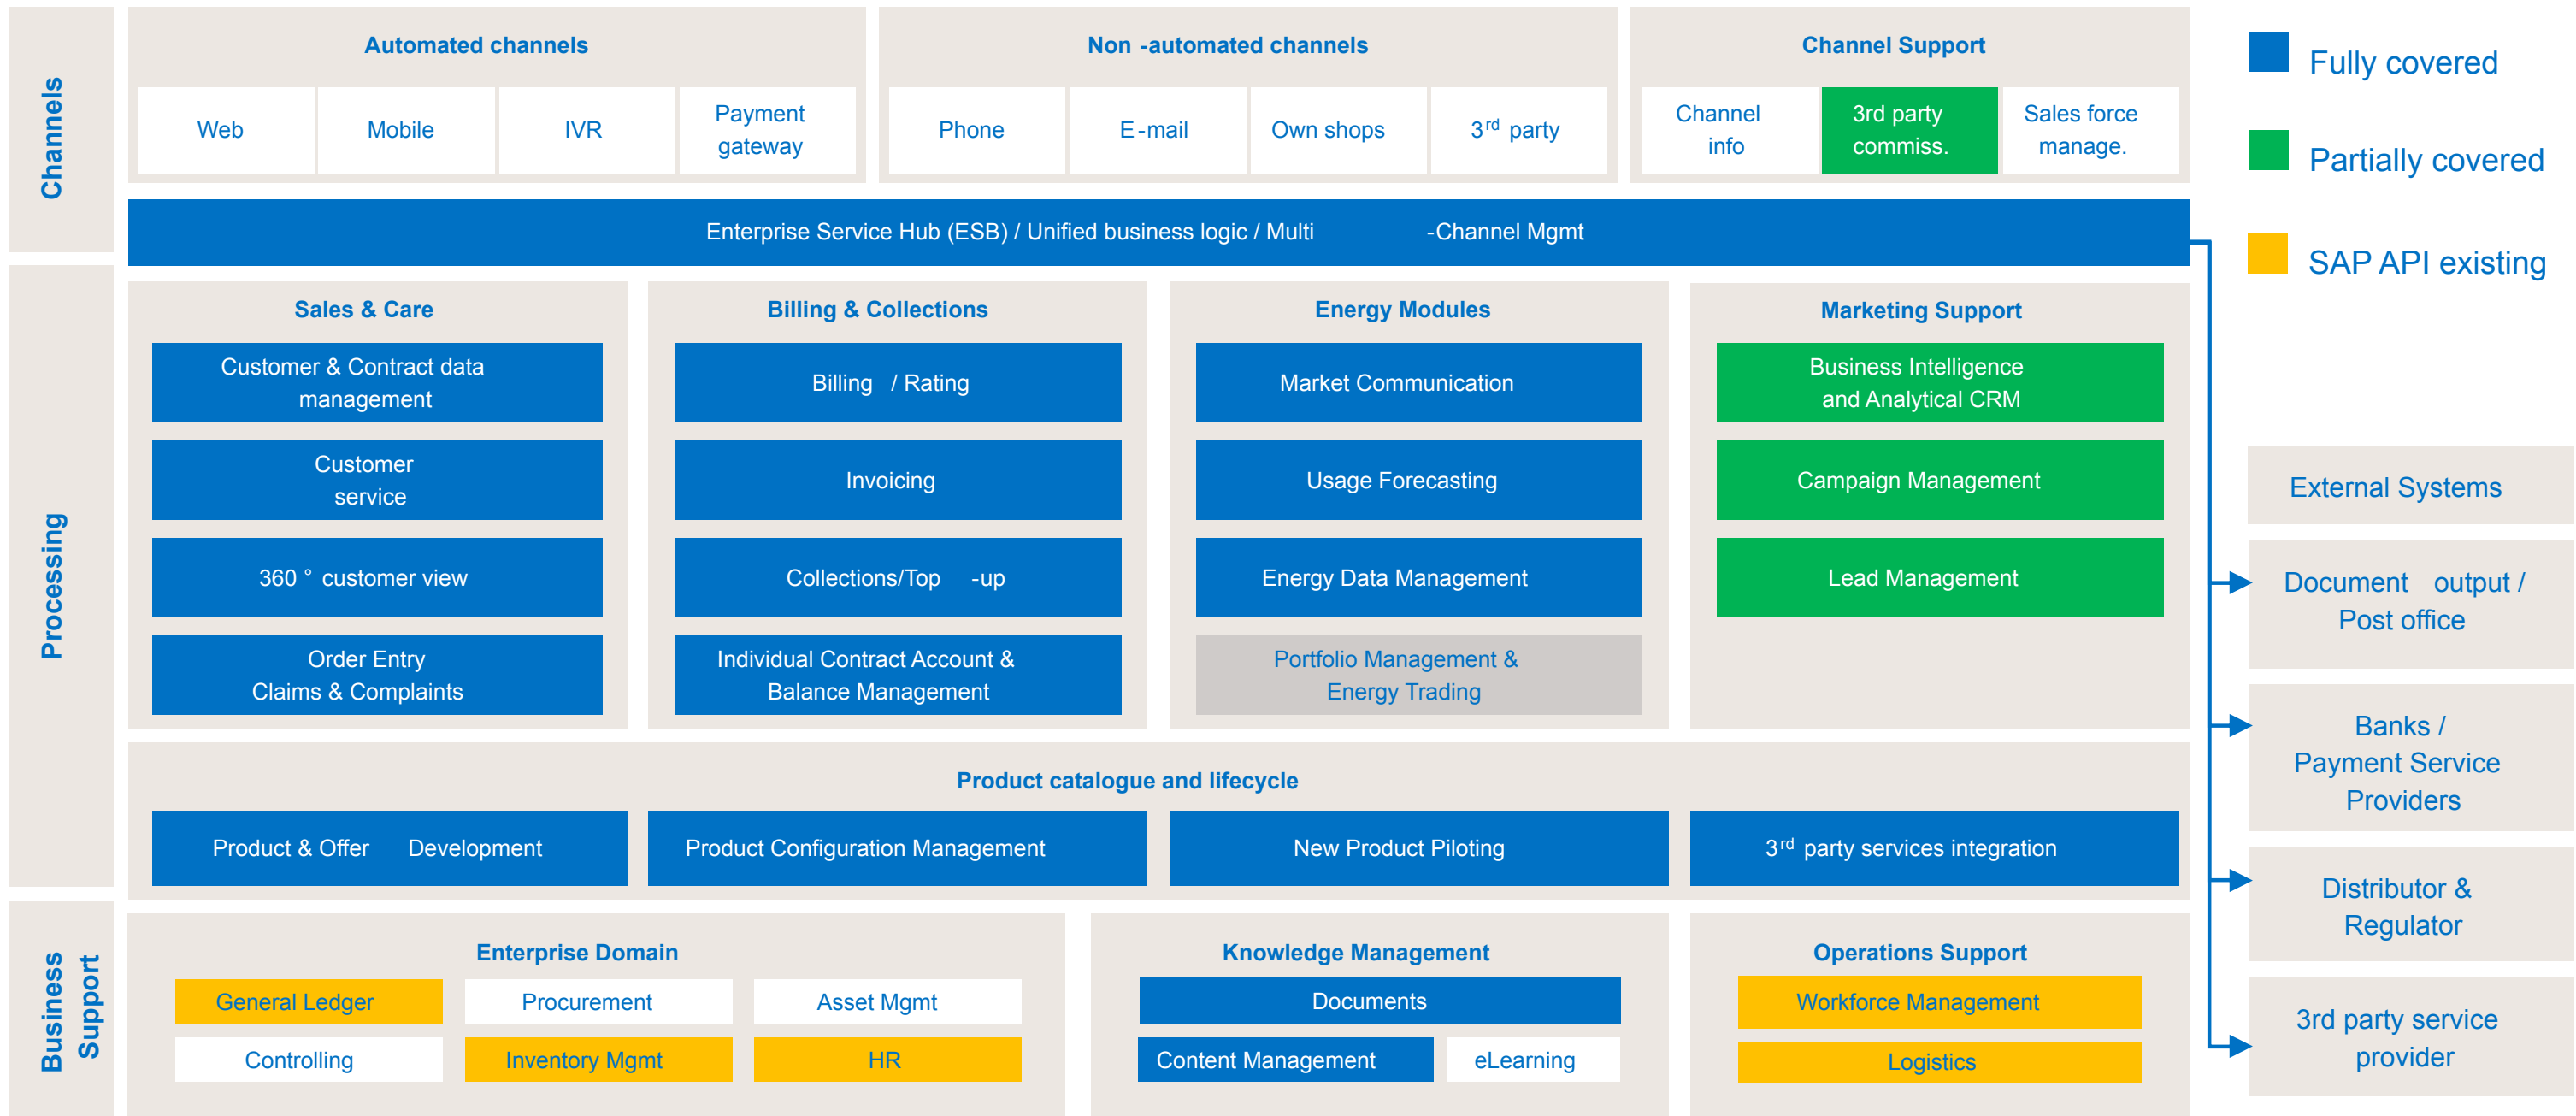 Channels
Automated channels
Web
Mobile
IVR
Payment
gateway
Non -automated channels
Phone
E-mail
Own shops
3rd party
Channel Support
Channel
info
3rd party
commiss.
Sales force
manage.
Enterprise Service Hub (ESB) / Unified business logic / Multi -Channel Mgmt
Fully covered
Partially covered
SAP API existing
Processing
Sales & Care
Customer & Contract data
management
Customer
service
360 ° customer view
Order Entry
Claims & Complaints
Billing & Collections
Billing / Rating
Invoicing
Collections/Top -up
Individual Contract Account &
Balance Management
Energy Modules
Market Communication
Usage Forecasting
Energy Data Management
Portfolio Management &
Energy Trading
Marketing Support
Business Intelligence
and Analytical CRM
Campaign Management
Lead Management
Product catalogue and lifecycle
Product & Offer Development
Product Configuration Management
New Product Piloting
3rd party services integration
Business
Support
Enterprise Domain
General Ledger
Procurement
Asset Mgmt
Controlling
Inventory Mgmt
HR
Knowledge Management
Documents
Content Management
eLearning
Operations Support
Workforce Management
Logistics
External Systems
Document output /
Post office
Banks /
Payment Service
Providers
Distributor &
Regulator
3rd party service
provider